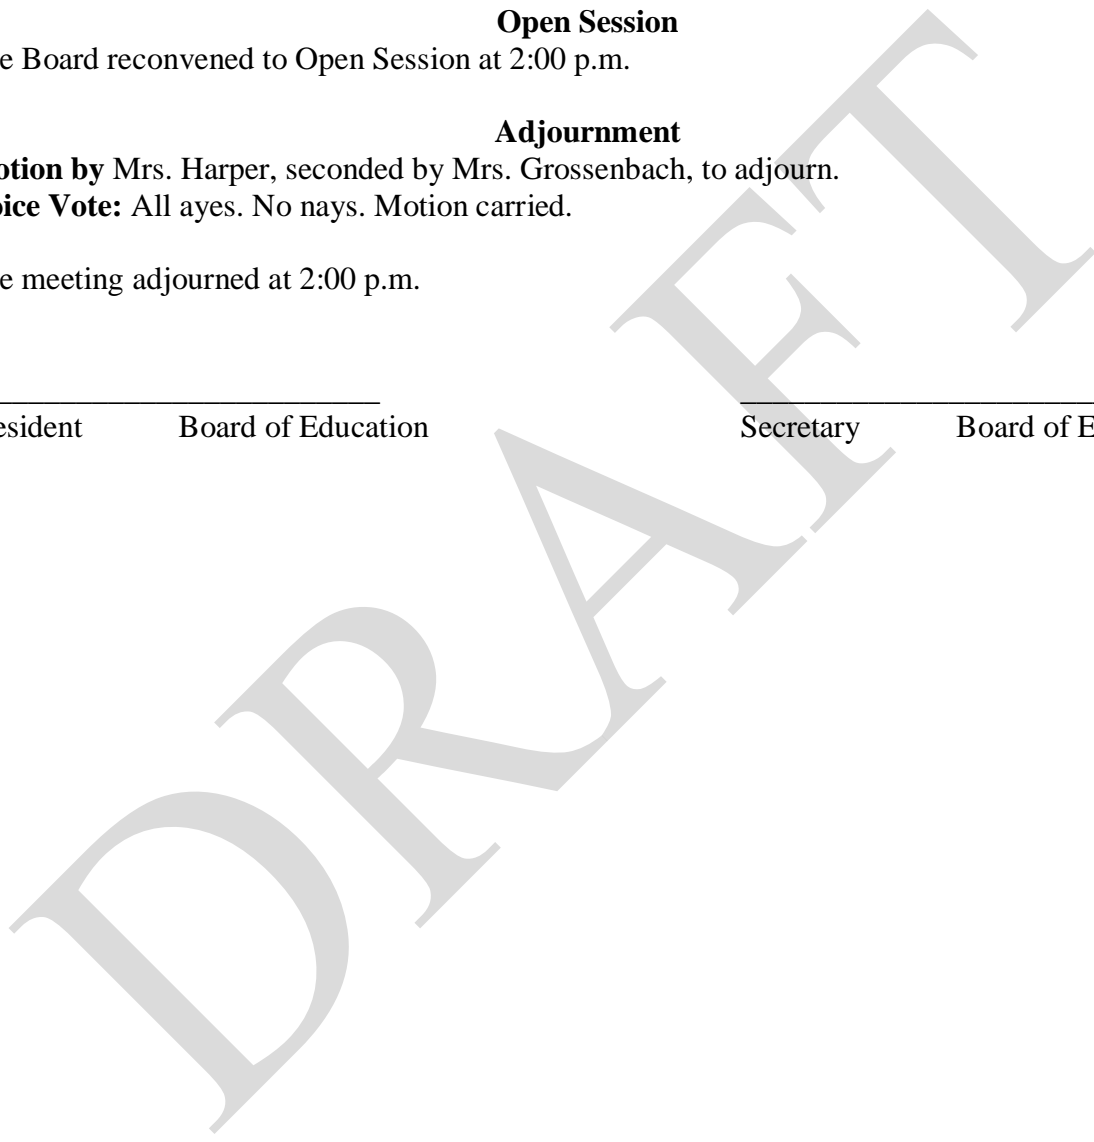 Open Session
e Board reconvened to Open Session at 2:00 p.m.
Adjournment
otion by Mrs. Harper, seconded by Mrs. Grossenbach, to adjourn.
oice Vote: All ayes. No nays. Motion carried.
e meeting adjourned at 2:00 p.m.
esident Board of Education Secretary Board of E
DRAFT